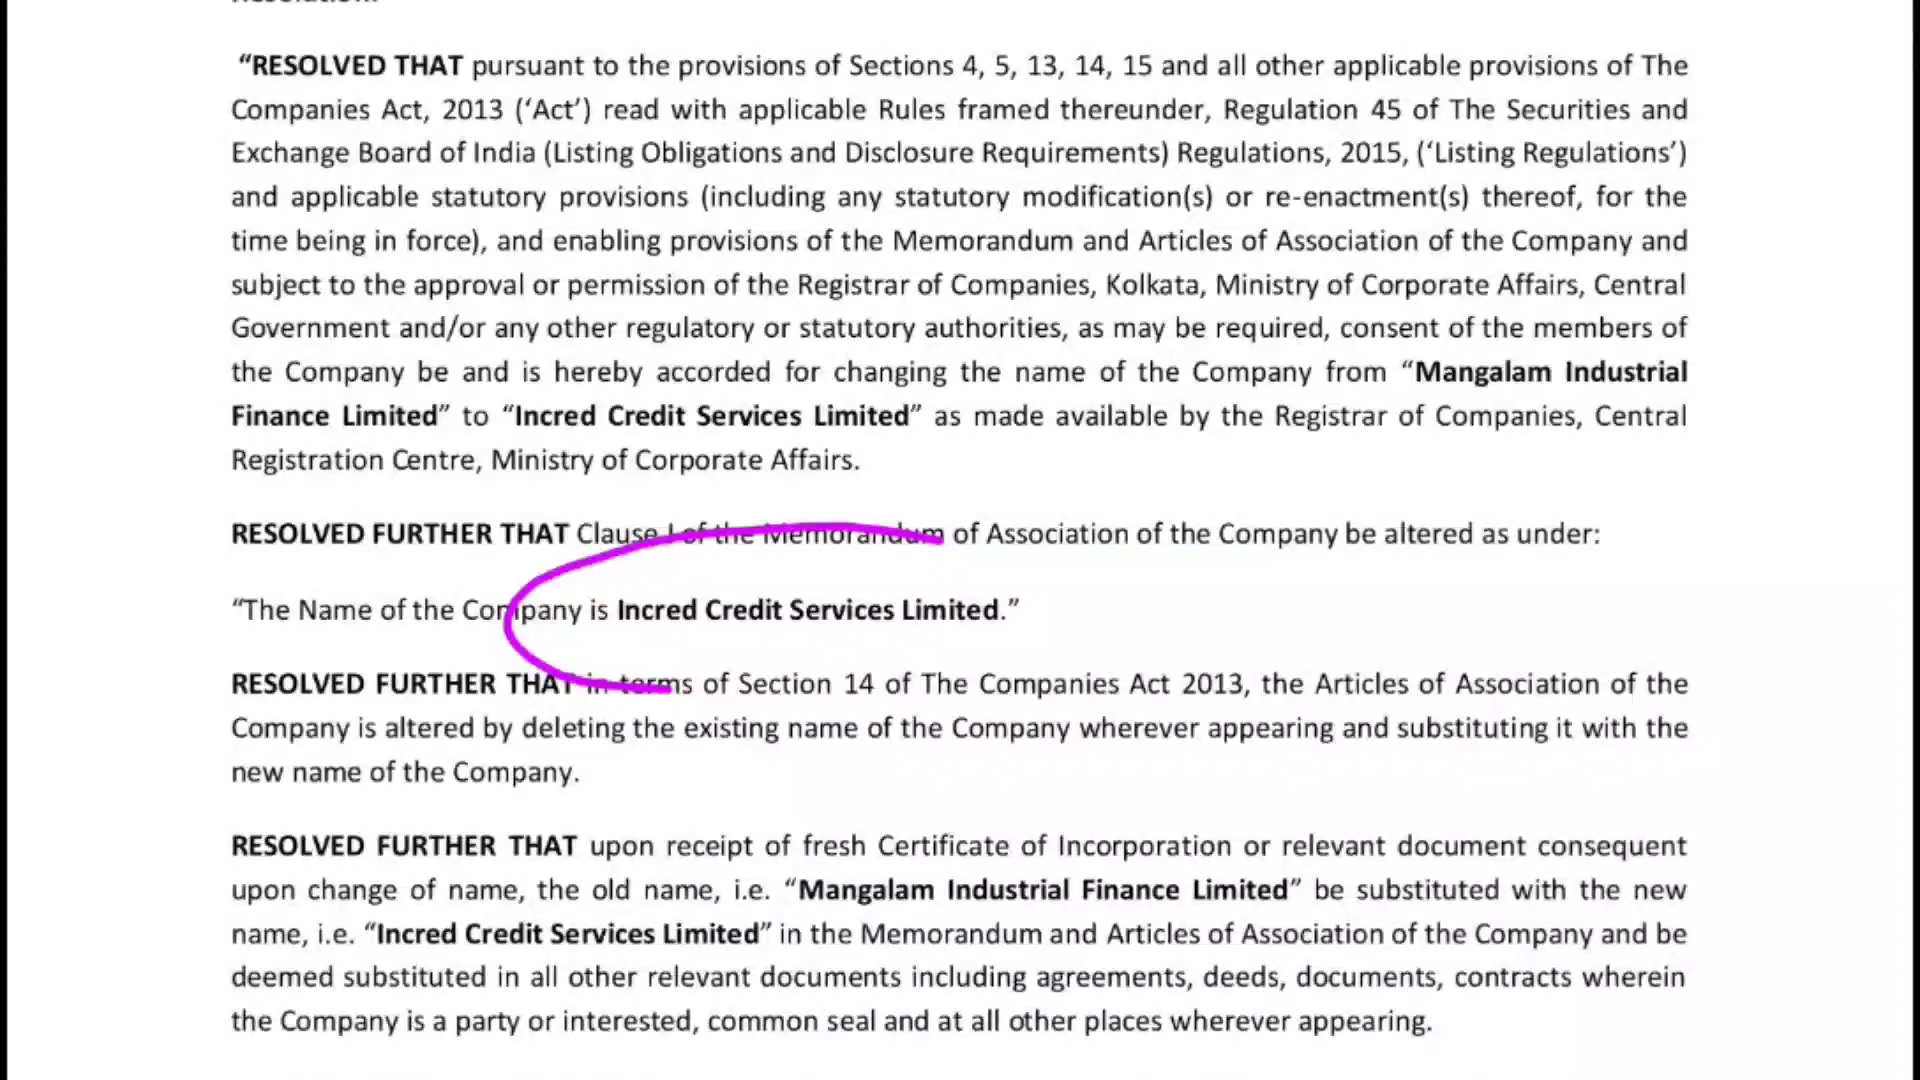 “RESOLVED THAT pursuant to the provisions of Sections 4, 5, 13, 14, 15 and all other applicable provisions of The
Companies Act, 2013 (‘Act’) read with applicable Rules framed thereunder, Regulation 45 of The Securities and
Exchange Board of India (Listing Obligations and Disclosure Requirements) Regulations, 2015, (‘Listing Regulations’)
and applicable statutory provisions (including any statutory modification(s) or re-enactment(s) thereof, for the
time being in force), and enabling provisions of the Memorandum and Articles of Association of the Company and
subject to the approval or permission of the Registrar of Companies, Kolkata, Ministry of Corporate Affairs, Central
Government and/or any other regulatory or statutory authorities, as may be required, consent of the members of
the Company be and is hereby accorded for changing the name of the Company from “Mangalam Industrial
Finance Limited” to “Incred Credit Services Limited” as made available by the Registrar of Companies, Central
Registration Centre, Ministry of Corporate Affairs.
RESOLVED FURTHER THAT Clause I of the Memorandum of Association of the Company be altered as under:
“The Name of the Company is Incred Credit Services Limited.”
RESOLVED FURTHER THAT in terms of Section 14 of The Companies Act 2013, the Articles of Association of the
Company is altered by deleting the existing name of the Company wherever appearing and substituting it with the
new name of the Company.
RESOLVED FURTHER THAT upon receipt of fresh Certificate of Incorporation or relevant document consequent
upon change of name, the old name, i.e. “Mangalam Industrial Finance Limited” be substituted with the new
name, i.e. “Incred Credit Services Limited” in the Memorandum and Articles of Association of the Company and be
deemed substituted in all other relevant documents including agreements, deeds, documents, contracts wherein
the Company is a party or interested, common seal and at all other places wherever appearing.